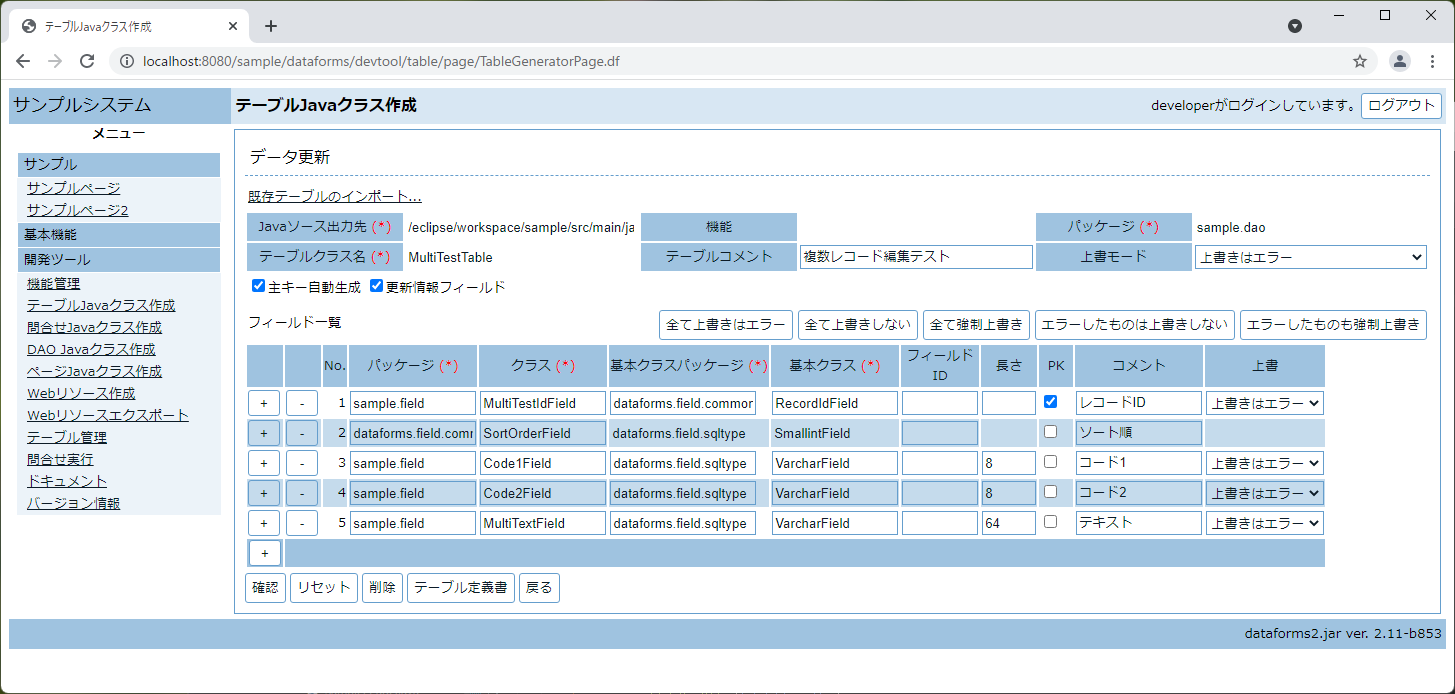 テーブルJavaクラス作成
localhost:8080/sample/dataforms/devtool/table/page/TableGeneratorPage.df
サンプルシステム
テーブルJavaクラス作成
developerがログインしています。 ログアウト
メニュー
サンプル
サンプルページ
サンプルページ2
基本機能
開発ツール
機能管理
テーブルJavaクラス作成
問合せJavaクラス作成
DAO Javaクラス作成
ページJavaクラス作成
Webリソース作成
Webリソースエクスポート
テーブル管理
問合せ実行
ドキュメント
バージョン情報
データ更新
既存テーブルのインポート...
Javaソース出力先 (*) /eclipse/workspace/sample/src/main/ja 機能 パッケージ (*) sample.dao
テーブルクラス名 (*) MultiTestTable テーブルコメント 複数レコード編集テスト 上書モード 上書きはエラー
主キー自動生成 更新情報フィールド
フィールド一覧 全て上書きはエラー 全て上書きしない 全て強制上書き エラーしたものは上書きしない エラーしたものも強制上書き
No. パッケージ (*) クラス (*) 基本クラスパッケージ (*) 基本クラス (*) フィールドID 長さ PK コメント 上書
+ - 1 sample.field MultiTestIdField dataforms.field.common RecordIdField レコードID 上書きはエラー
+ - 2 dataforms.field.comm SortOrderField dataforms.field.sqltype SmallintField ソート順
+ - 3 sample.field Code1Field dataforms.field.sqltype VarcharField 8 コード1 上書きはエラー
+ - 4 sample.field Code2Field dataforms.field.sqltype VarcharField 8 コード2 上書きはエラー
+ - 5 sample.field MultiTextField dataforms.field.sqltype VarcharField 64 テキスト 上書きはエラー
+
確認 リセット 削除 テーブル定義書 戻る
dataforms2.jar ver. 2.11-b853